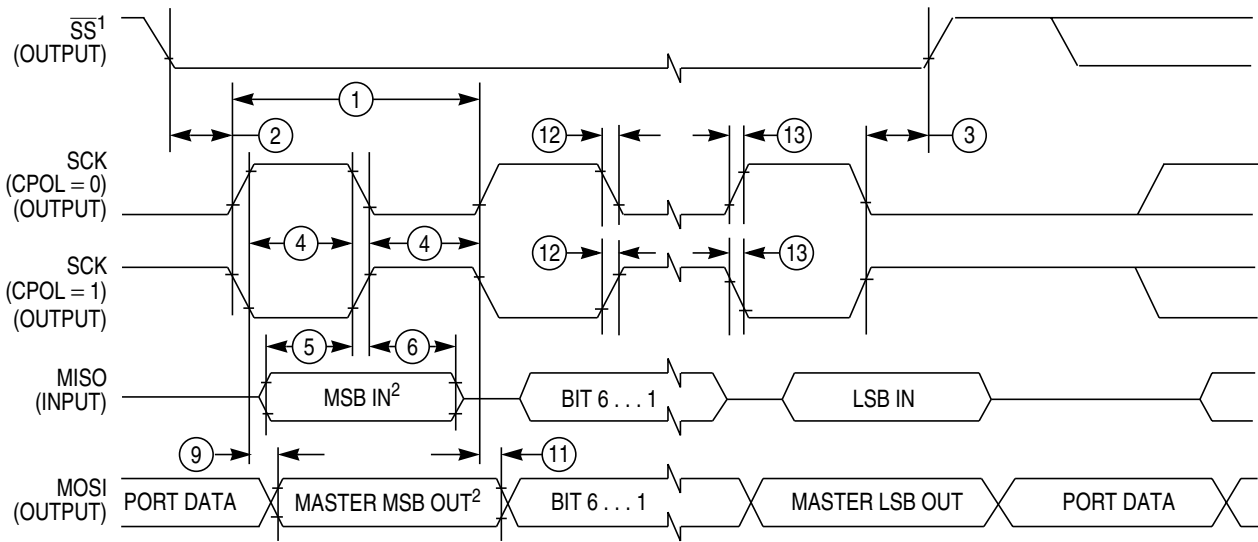 SS¹
(OUTPUT)
1
2
12
13
3
SCK
(CPOL = 0)
(OUTPUT)
4
4
12
13
SCK
(CPOL = 1)
(OUTPUT)
5
6
MISO
(INPUT)
MSB IN²
BIT 6 . . . 1
LSB IN
9
11
MOSI
(OUTPUT)
PORT DATA
MASTER MSB OUT²
BIT 6 . . . 1
MASTER LSB OUT
PORT DATA